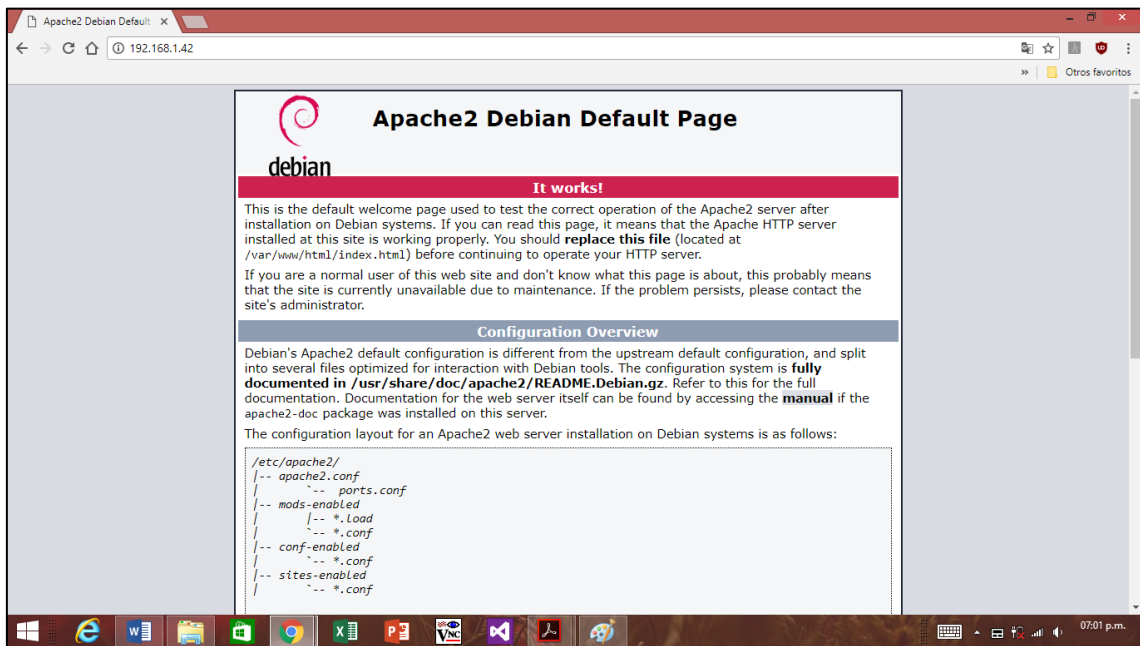 Apache2 Debian Default
192.168.1.42
Otros favoritos
debian
Apache2 Debian Default Page
It works!
This is the default welcome page used to test the correct operation of the Apache2 server after
installation on Debian systems. If you can read this page, it means that the Apache HTTP server
installed at this site is working properly. You should replace this file (located at
/var/www/html/index.html) before continuing to operate your HTTP server.
If you are a normal user of this web site and don't know what this page is about, this probably means
that the site is currently unavailable due to maintenance. If the problem persists, please contact the
site's administrator.
Configuration Overview
Debian's Apache2 default configuration is different from the upstream default configuration, and split
into several files optimized for interaction with Debian tools. The configuration system is fully
documented in /usr/share/doc/apache2/README.Debian.gz. Refer to this for the full
documentation. Documentation for the web server itself can be found by accessing the manual if the
apache2-doc package was installed on this server.
The configuration layout for an Apache2 web server installation on Debian systems is as follows:
/etc/apache2/
|-- apache2.conf
|       `--  ports.conf
|-- mods-enabled
|       |-- *.load
|       `-- *.conf
|-- conf-enabled
|       `-- *.conf
|-- sites-enabled
|       `-- *.conf
VNC
07:01 p.m.